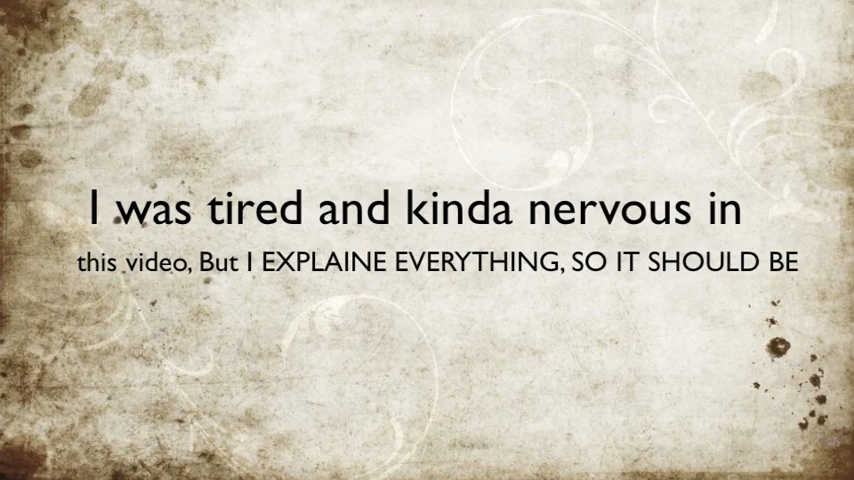 I was tired and kinda nervous in
this video, But I EXPLAINE EVERYTHING, SO IT SHOULD BE